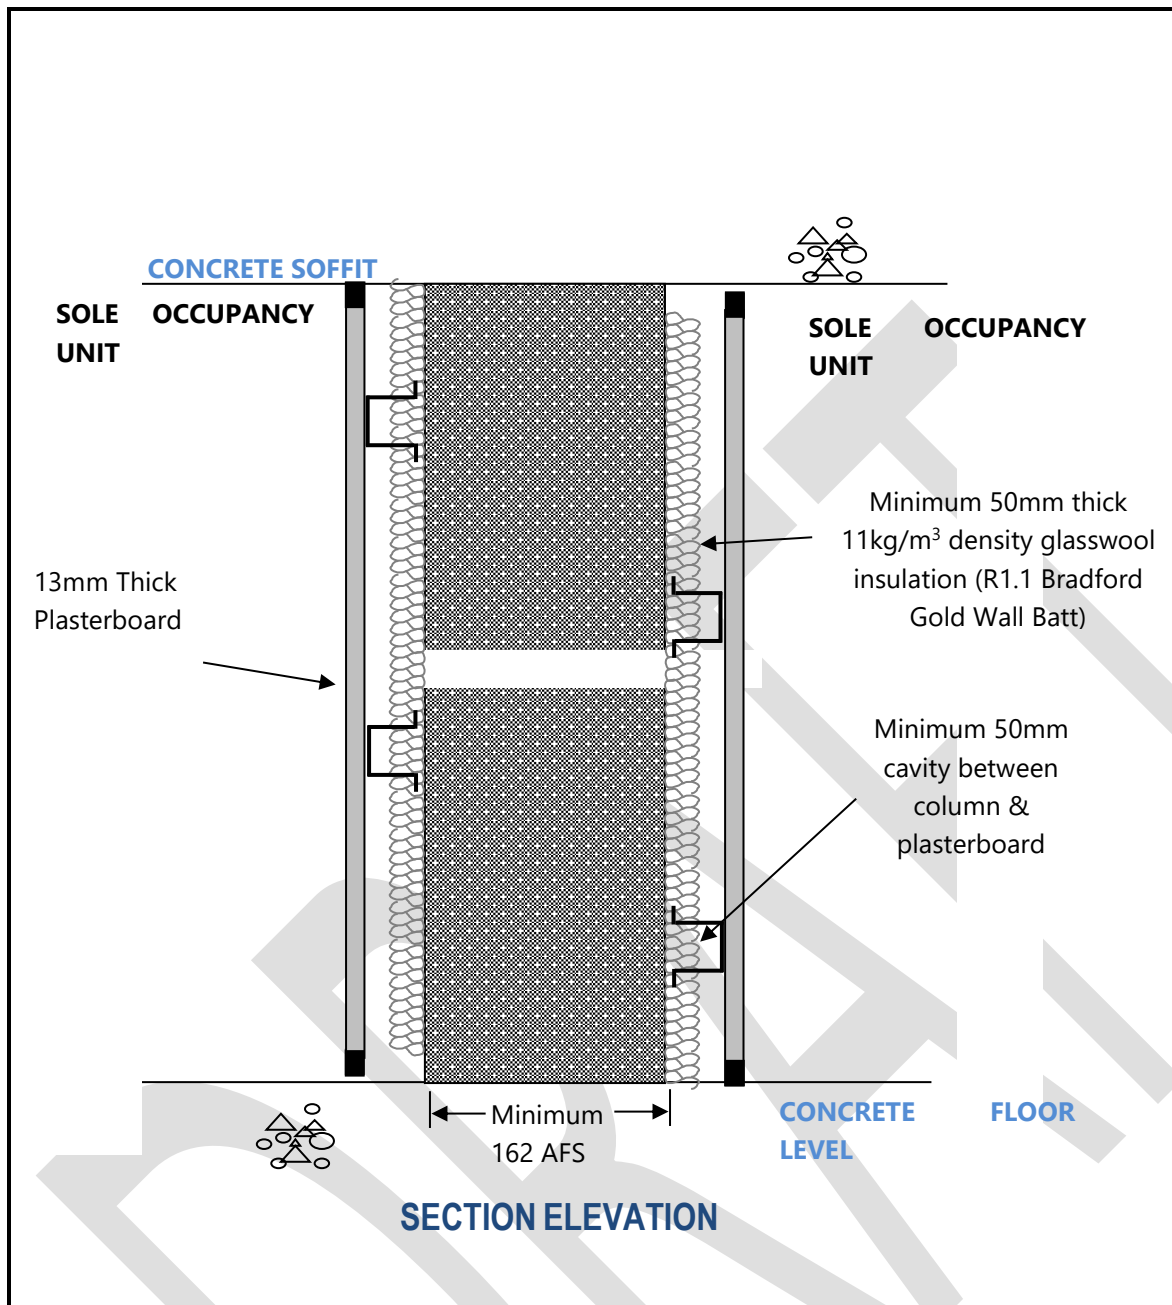 CONCRETE SOFFIT
SOLE OCCUPANCY
UNIT
SOLE OCCUPANCY
UNIT
Minimum 50mm thick
11kg/m³ density glasswool
insulation (R1.1 Bradford
Gold Wall Batt)
13mm Thick
Plasterboard
Minimum 50mm
cavity between
column &
plasterboard
Minimum
162 AFS
CONCRETE FLOOR
LEVEL
SECTION ELEVATION
DRAFT